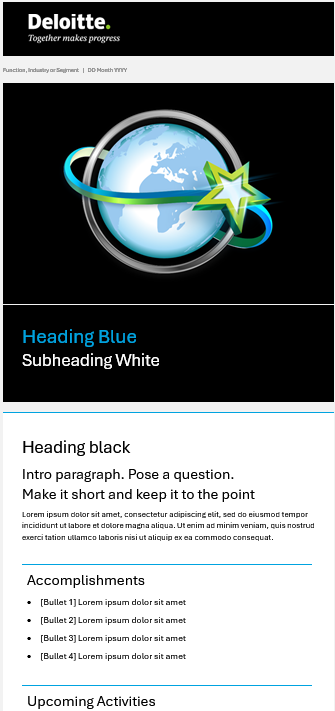 Deloitte.
Together makes progress
Function, Industry or Segment | DD Month YYYY
Heading Blue
Subheading White
Heading black
Intro paragraph. Pose a question.
Make it short and keep it to the point
Lorem ipsum dolor sit amet, consectetur adipiscing elit, sed do eiusmod tempor
incididunt ut labore et dolore magna aliqua. Ut enim ad minim veniam, quis nostrud
exerci tation ullamco laboris nisi ut aliquip ex ea commodo consequat.
Accomplishments
• [Bullet 1] Lorem ipsum dolor sit amet
• [Bullet 2] Lorem ipsum dolor sit amet
• [Bullet 3] Lorem ipsum dolor sit amet
• [Bullet 4] Lorem ipsum dolor sit amet
Upcoming Activities